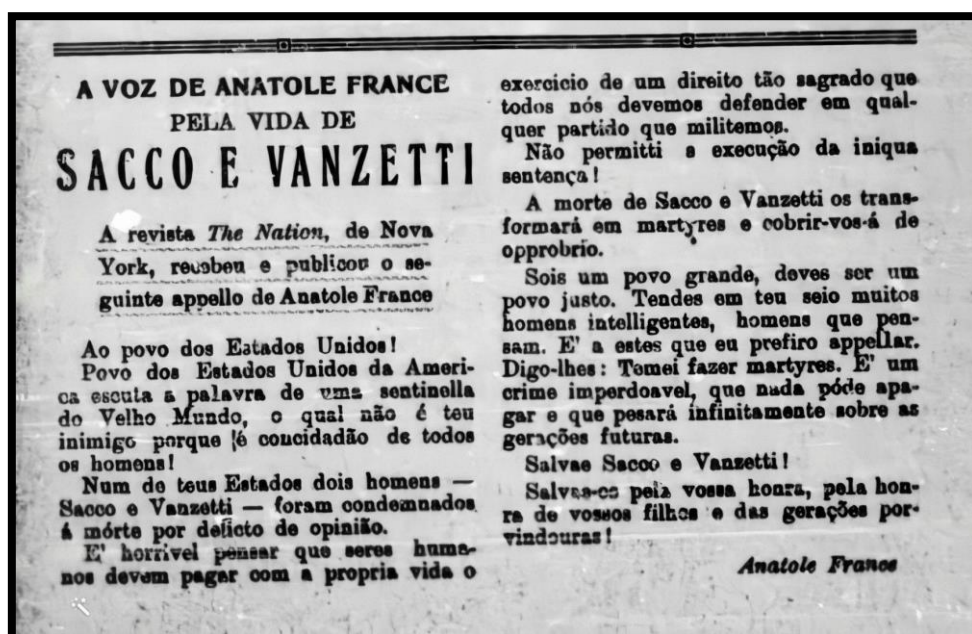 A VOZ DE ANATOLE FRANCE
PELA VIDA DE
SACCO E VANZETTI
A revista The Nation, de Nova
York, recebeu e publicou o se-
guinte appello de Anatole France
Ao povo dos Estados Unidos!
Povo dos Estados Unidos da Ameri-
ca escuta a palavra de uma sentinella
do Velho Mundo, o qual não é teu
inimigo porque é concidadão de todos
os homens!
Num de teus Estados dois homens —
Sacco e Vanzetti — foram condemnados
á mórte por delicto de opinião.
E' horrivel pensar que seres huma-
nos devem pagar com a propria vida o
exercicio de um direito tão sagrado que
todos nós devemos defender em qual-
quer partido que militemos.
Não permitti a execução da iniqua
sentença!
A morte de Sacco e Vanzetti os trans-
formará em martyres e cobrir-vos-á de
opprobrio.
Sois um povo grande, deves ser um
povo justo. Tendes em teu seio muitos
homens intelligentes, homens que pen-
sam. E' a estes que eu prefiro appellar.
Digo-lhes: Temei fazer martyres. E' um
crime imperdoavel, que nada póde apa-
gar e que pesará infinitamente sobre as
gerações futuras.
Salvae Sacco e Vanzetti!
Salvae-os pela vossa honra, pela hon-
ra de vossos filhos e das gerações por-
vindouras!
Anatole France